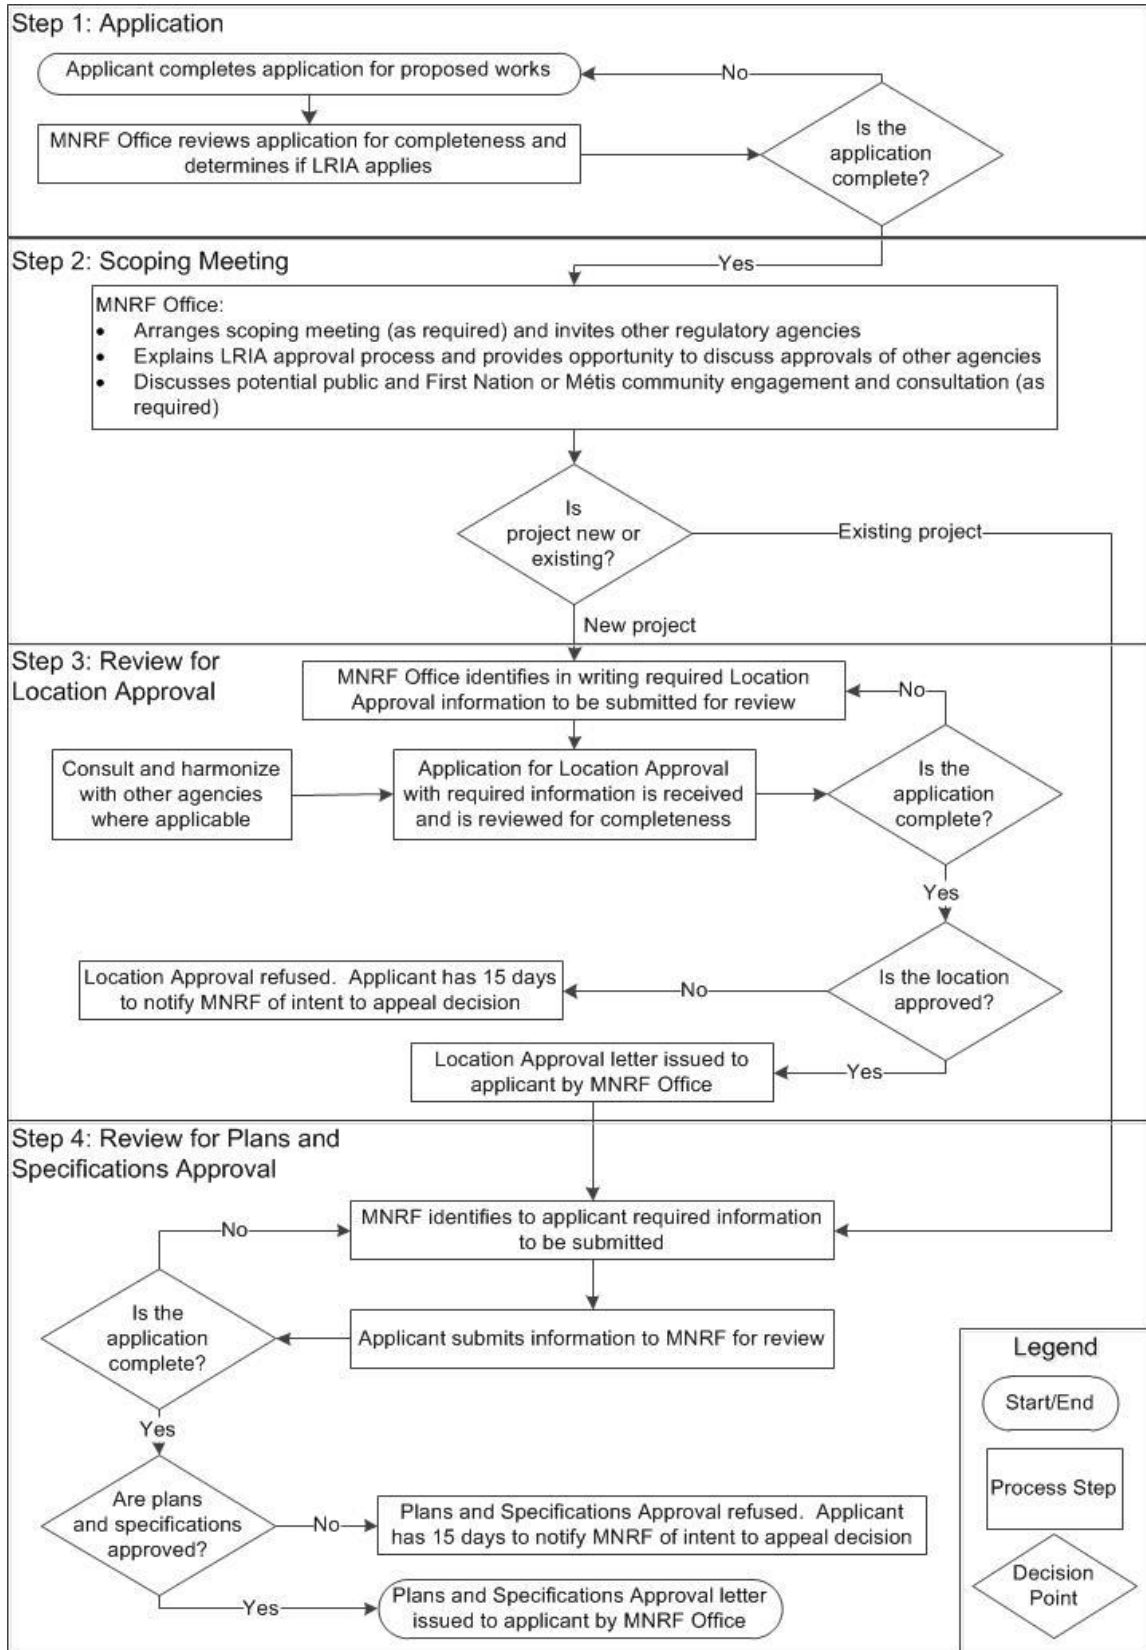 Step 1: Application
Applicant completes application for proposed works
No
MNRF Office reviews application for completeness and
determines if LRIA applies
Is the
application
complete?
Step 2: Scoping Meeting
Yes
MNRF Office:
• Arranges scoping meeting (as required) and invites other regulatory agencies
• Explains LRIA approval process and provides opportunity to discuss approvals of other agencies
• Discusses potential public and First Nation or Métis community engagement and consultation (as
required)
Is
project new or
existing?
Existing project
New project
Step 3: Review for
Location Approval
MNRF Office identifies in writing required Location
Approval information to be submitted for review
No
Consult and harmonize
with other agencies
where applicable
Application for Location Approval
with required information is received
and is reviewed for completeness
Is the
application
complete?
Yes
Location Approval refused.  Applicant has 15 days
to notify MNRF of intent to appeal decision
No
Is the location
approved?
Location Approval letter issued to
applicant by MNRF Office
Yes
Step 4: Review for Plans and
Specifications Approval
No
MNRF identifies to applicant required information
to be submitted
Is the
application
complete?
Applicant submits information to MNRF for review
Yes
Are plans
and specifications
approved?
No
Plans and Specifications Approval refused.  Applicant
has 15 days to notify MNRF of intent to appeal decision
Yes
Plans and Specifications Approval letter
issued to applicant by MNRF Office
Legend
Start/End
Process Step
Decision
Point